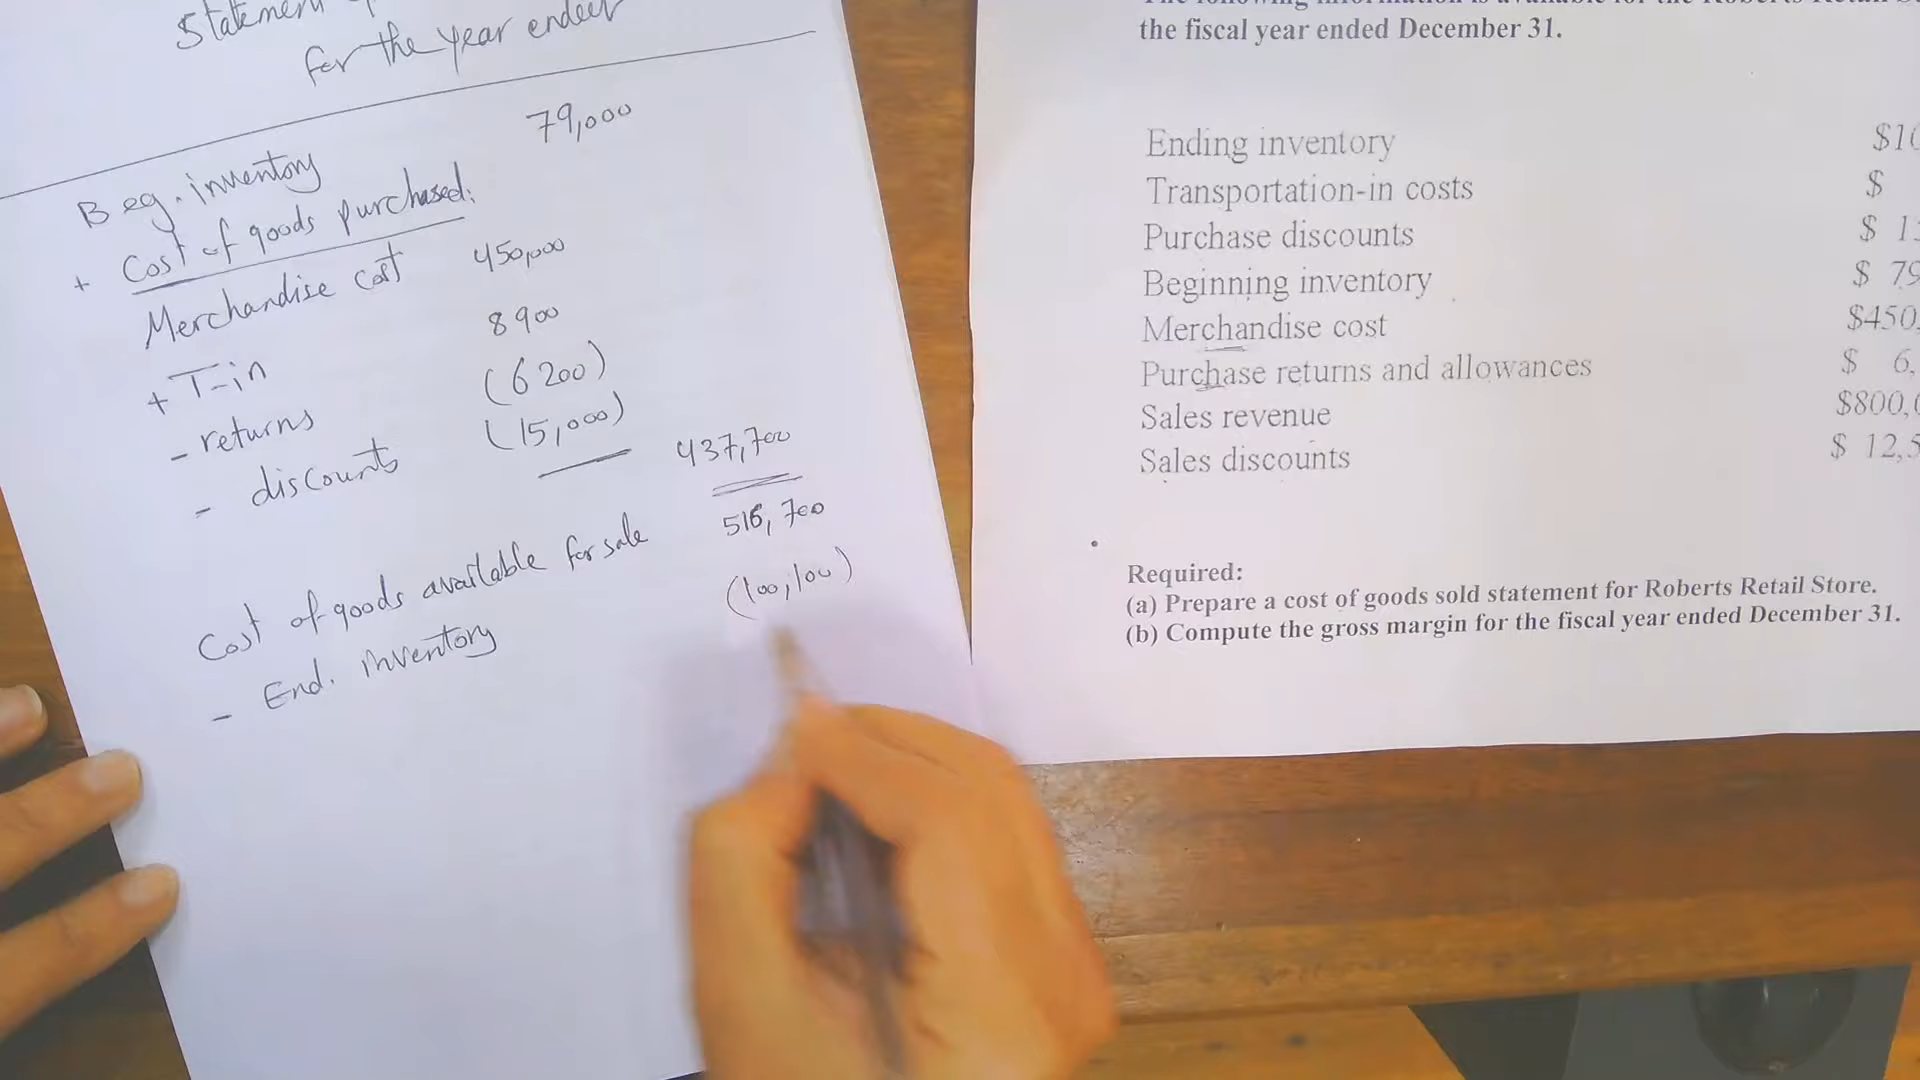 Statement
for the year ended
Beg. inventory 79,000
+ Cost of goods purchased:
Merchandise cost 450,000
+ T-in 8900
- returns (6200)
- discounts (15,000)
437,700
Cost of goods available for sale 516,700
- End. inventory (100,100)
the fiscal year ended December 31.
Ending inventory $10
Transportation-in costs $
Purchase discounts $ 1
Beginning inventory $ 79
Merchandise cost $450,
Purchase returns and allowances $ 6,
Sales revenue $800,
Sales discounts $ 12,5
Required:
(a) Prepare a cost of goods sold statement for Roberts Retail Store.
(b) Compute the gross margin for the fiscal year ended December 31.